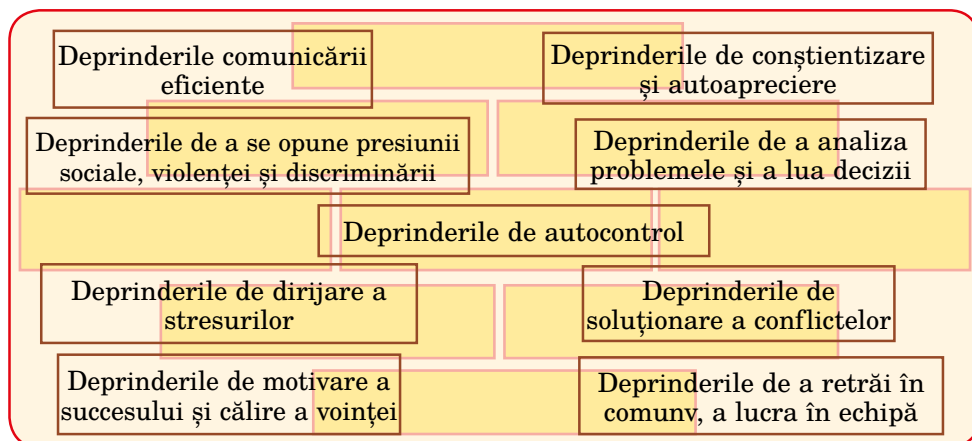 Deprinderile comunicării
eficiente
Deprinderile de conștientizare
și autoapreciere
Deprinderile de a se opune presiunii
sociale, violenței și discriminării
Deprinderile de a analiza
problemele și a lua decizii
Deprinderile de autocontrol
Deprinderile de dirijare a
stresurilor
Deprinderile de
soluționare a conflictelor
Deprinderile de motivare a
succesului și călire a voinței
Deprinderile de a retrăi în
comunv, a lucra în echipă